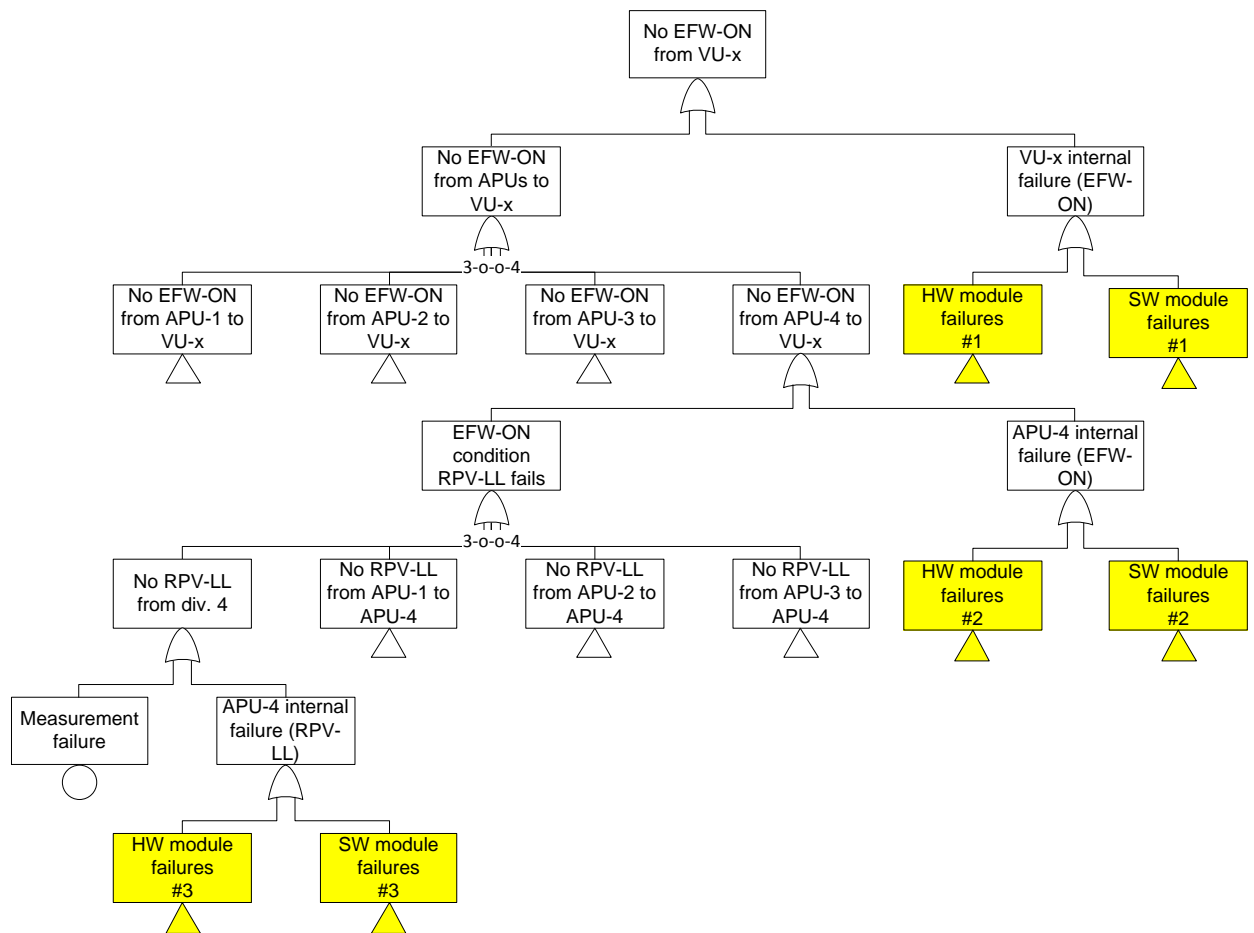 No EFW-ON
from VU-x
No EFW-ON
from APUs to
VU-x
VU-x internal
failure (EFW-
ON)
3-o-o-4
No EFW-ON
from APU-1 to
VU-x
No EFW-ON
from APU-2 to
VU-x
No EFW-ON
from APU-3 to
VU-x
No EFW-ON
from APU-4 to
VU-x
HW module
failures
#1
SW module
failures
#1
EFW-ON
condition
RPV-LL fails
APU-4 internal
failure (EFW-
ON)
3-o-o-4
No RPV-LL
from div. 4
No RPV-LL
from APU-1 to
APU-4
No RPV-LL
from APU-2 to
APU-4
No RPV-LL
from APU-3 to
APU-4
HW module
failures
#2
SW module
failures
#2
Measurement
failure
APU-4 internal
failure (RPV-
LL)
HW module
failures
#3
SW module
failures
#3